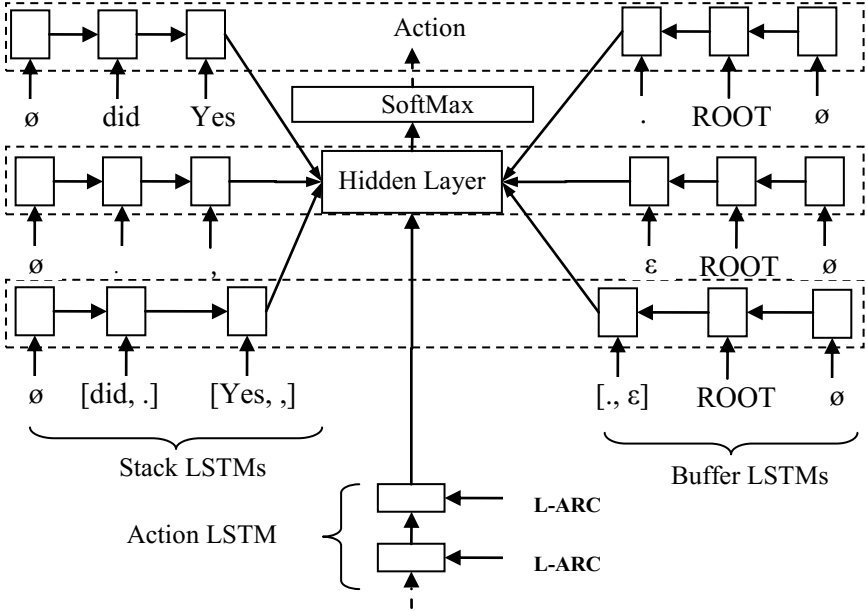 Action
SoftMax
ø did Yes
. ROOT ø
Hidden Layer
ø . ,
ε ROOT ø
ø [did, .] [Yes, ,]
[., ε] ROOT ø
Stack LSTMs
Buffer LSTMs
L-ARC
Action LSTM
L-ARC